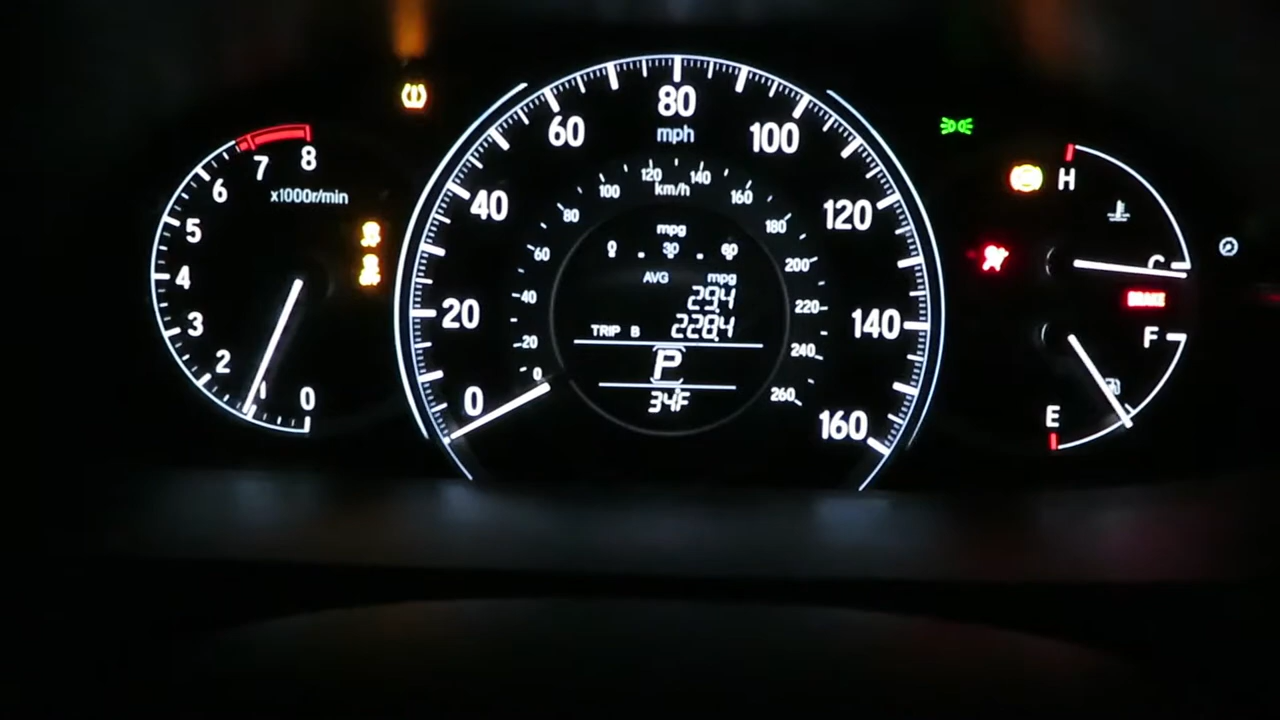 8
7
6
5
4
3
2
0
x1000r/min
0
20
40
60
80
100
120
140
160
mph
0
20
40
60
80
100
120
140
160
180
200
220
240
260
km/h
mpg
0 . 30 . 60
AVG mpg
29.4
TRIP B 228.4
P
34°F
H
C
BRAKE
F
E